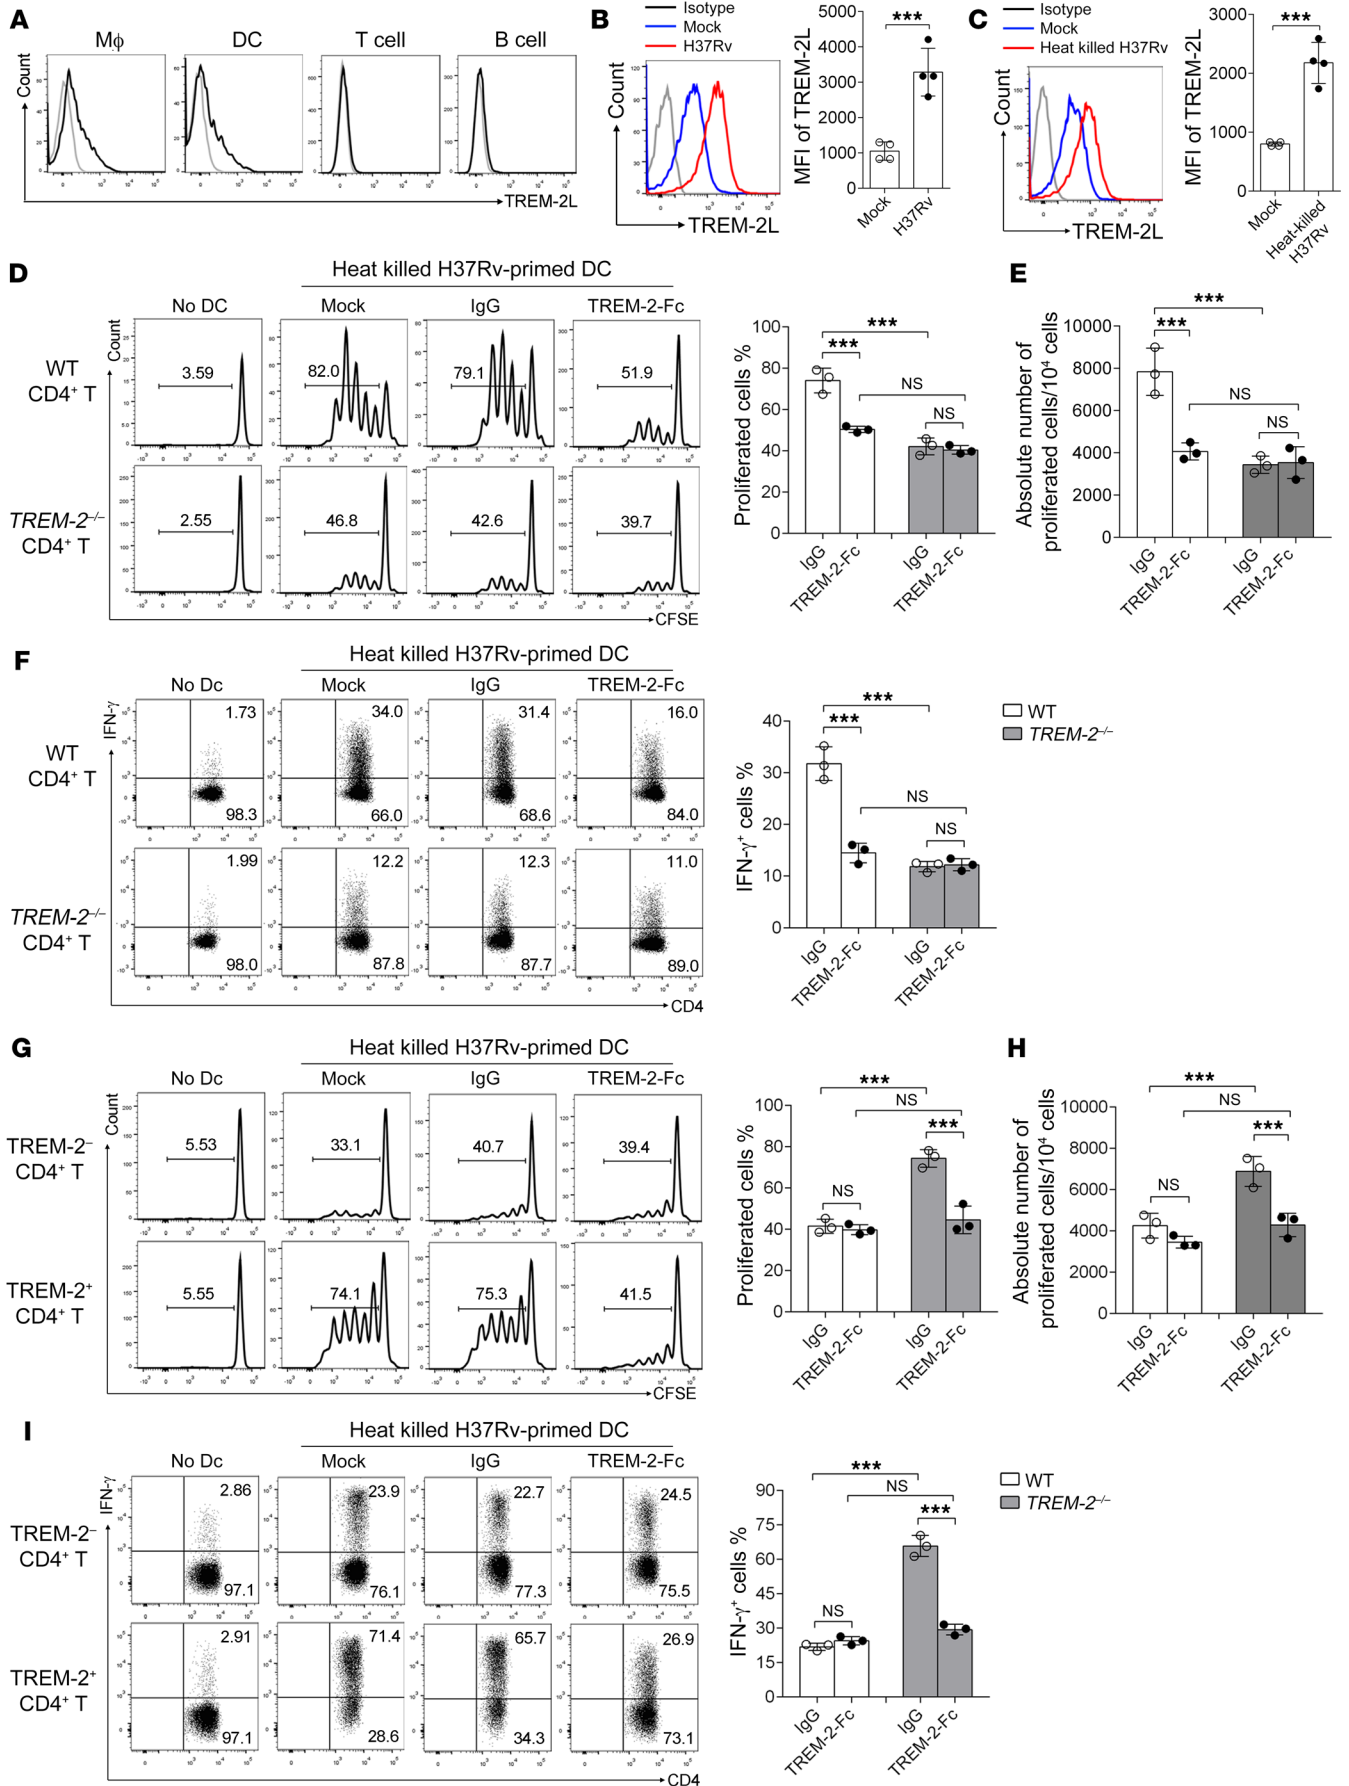 A
Mϕ
DC
T cell
B cell
Count
TREM-2L
B
Isotype
Mock
H37Rv
Count
TREM-2L
MFI of TREM-2L
5000
4000
3000
2000
1000
0
***
Mock
H37Rv
C
Isotype
Mock
Heat killed H37Rv
Count
TREM-2L
MFI of TREM-2L
3000
2000
1000
0
***
Mock
Heat-killed
H37Rv
D
Heat killed H37Rv-primed DC
No DC
Mock
IgG
TREM-2-Fc
Count
WT
CD4+ T
3.59
82.0
79.1
51.9
TREM-2–/–
CD4+ T
2.55
46.8
42.6
39.7
CFSE
Proliferated cells %
100
80
60
40
20
0
***
***
NS
NS
IgG
TREM-2-Fc
IgG
TREM-2-Fc
E
Absolute number of
proliferated cells/10⁴ cells
10000
8000
6000
4000
2000
0
***
***
NS
NS
IgG
TREM-2-Fc
IgG
TREM-2-Fc
F
Heat killed H37Rv-primed DC
No Dc
Mock
IgG
TREM-2-Fc
IFN-γ
WT
CD4+ T
1.73
34.0
31.4
16.0
98.3
66.0
68.6
84.0
TREM-2–/–
CD4+ T
1.99
12.2
12.3
11.0
98.0
87.8
87.7
89.0
CD4
IFN-γ+ cells %
40
30
20
10
0
***
***
NS
NS
IgG
TREM-2-Fc
IgG
TREM-2-Fc
WT
TREM-2–/–
G
Heat killed H37Rv-primed DC
No Dc
Mock
IgG
TREM-2-Fc
Count
TREM-2–
CD4+ T
5.53
33.1
40.7
39.4
TREM-2+
CD4+ T
5.55
74.1
75.3
41.5
CFSE
Proliferated cells %
100
80
60
40
20
0
***
NS
***
NS
IgG
TREM-2-Fc
IgG
TREM-2-Fc
H
Absolute number of
proliferated cells/10⁴ cells
10000
8000
6000
4000
2000
0
***
NS
***
NS
IgG
TREM-2-Fc
IgG
TREM-2-Fc
I
Heat killed H37Rv-primed DC
No Dc
Mock
IgG
TREM-2-Fc
IFN-γ
TREM-2–
CD4+ T
2.86
23.9
22.7
24.5
97.1
76.1
77.3
75.5
TREM-2+
CD4+ T
2.91
71.4
65.7
26.9
97.1
28.6
34.3
73.1
CD4
IFN-γ+ cells %
90
75
60
45
30
15
0
***
NS
***
NS
IgG
TREM-2-Fc
IgG
TREM-2-Fc
WT
TREM-2–/–